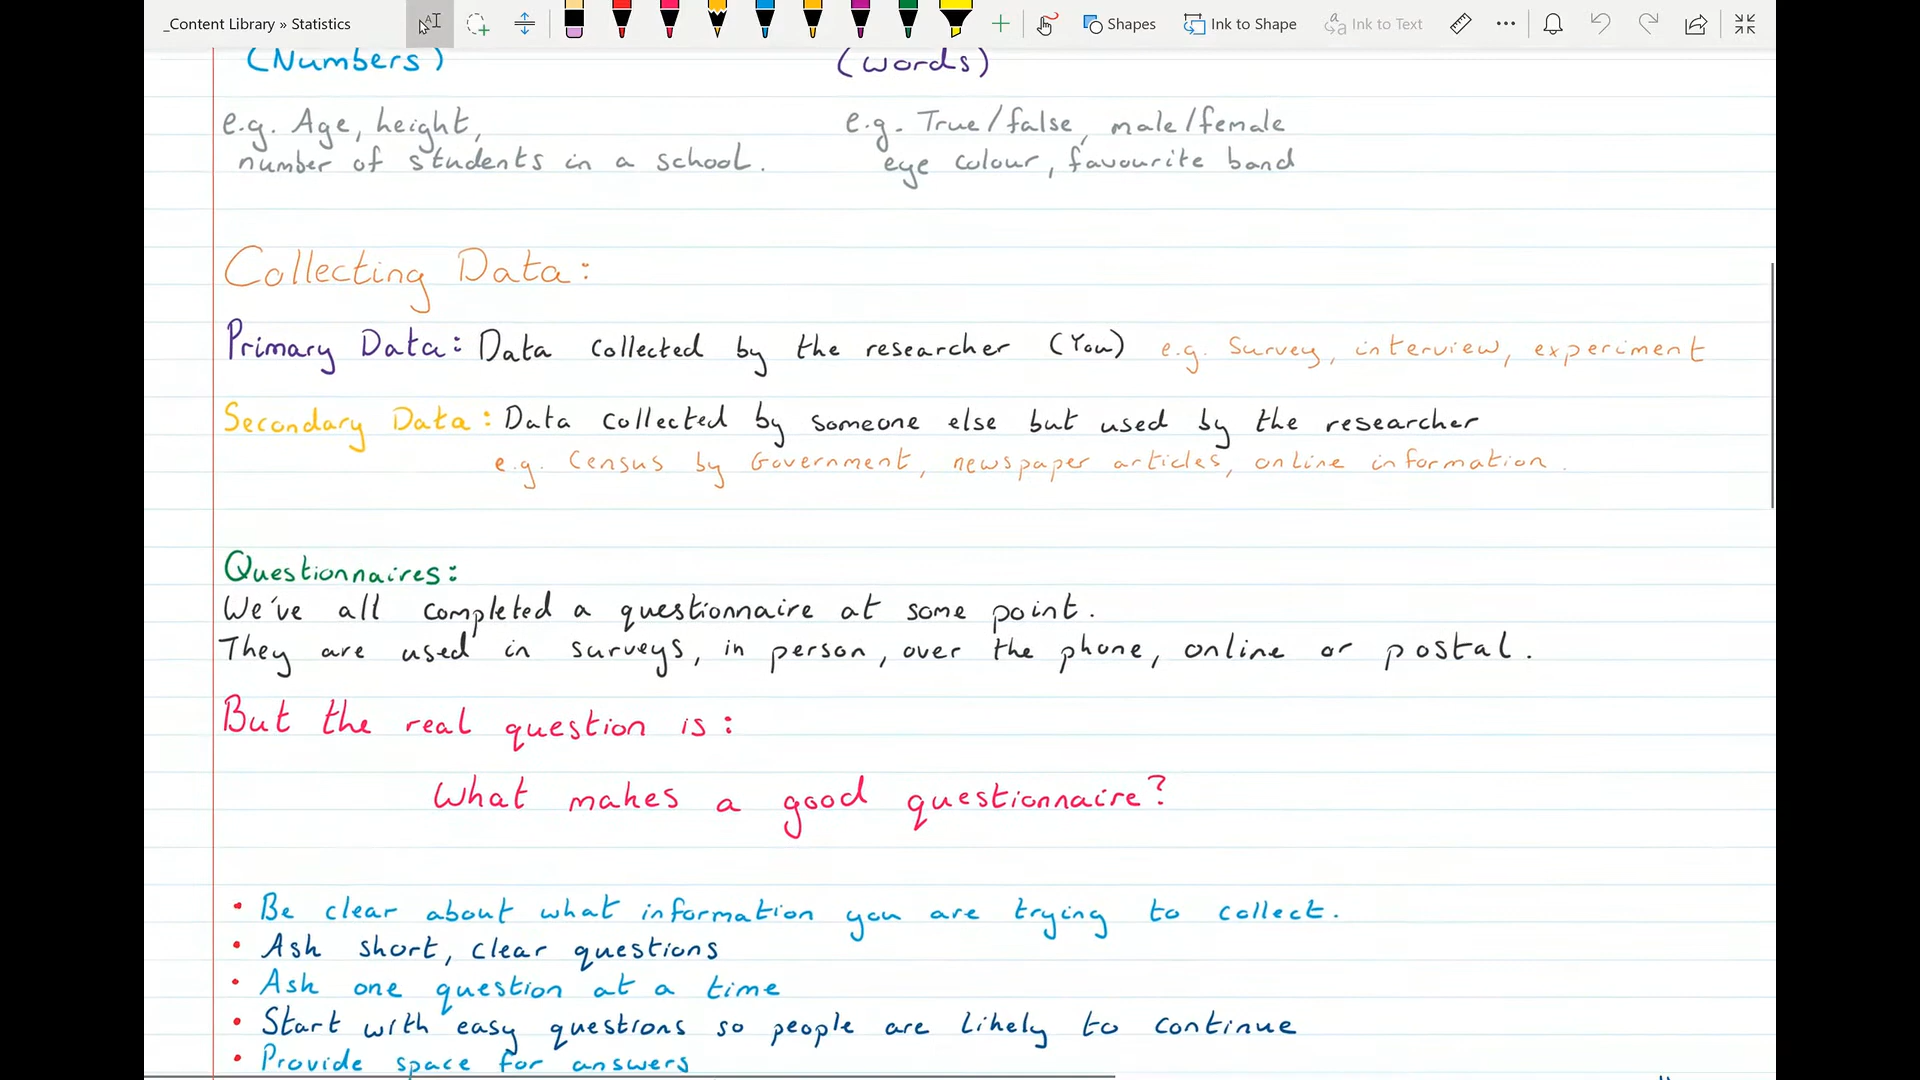 _Content Library » Statistics
Shapes
Ink to Shape
Ink to Text
(Numbers)
(words)
e.g. Age, height,
number of students in a school.
e.g. True/false, male/female
eye colour, favourite band
Collecting Data:
Primary Data: Data collected by the researcher (You) e.g. Survey, interview, experiment
Secondary Data: Data collected by someone else but used by the researcher
e.g. Census by Government, newspaper articles, online information.
Questionnaires:
We've all completed a questionnaire at some point.
They are used in surveys, in person, over the phone, online or postal.
But the real question is:
What makes a good questionnaire?
• Be clear about what information you are trying to collect.
• Ask short, clear questions
• Ask one question at a time
• Start with easy questions so people are likely to continue
• Provide space for answers